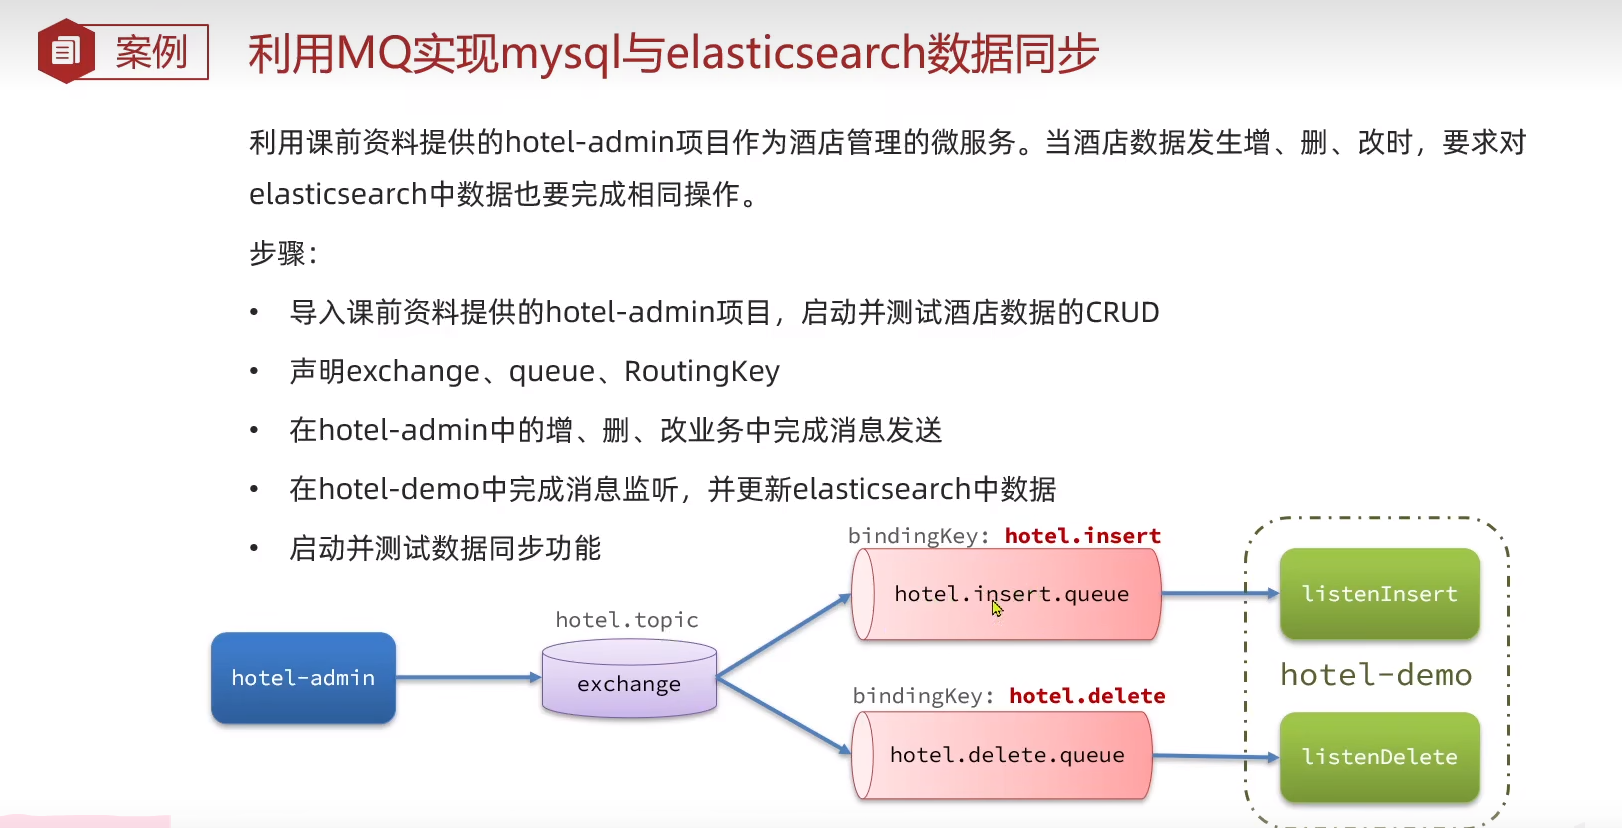 案例
利用MQ实现mysql与elasticsearch数据同步
利用课前资料提供的hotel-admin项目作为酒店管理的微服务。当酒店数据发生增、删、改时，要求对
elasticsearch中数据也要完成相同操作。
步骤：
• 导入课前资料提供的hotel-admin项目，启动并测试酒店数据的CRUD
• 声明exchange、queue、RoutingKey
• 在hotel-admin中的增、删、改业务中完成消息发送
• 在hotel-demo中完成消息监听，并更新elasticsearch中数据
• 启动并测试数据同步功能
hotel-admin
hotel.topic
exchange
bindingKey: hotel.insert
hotel.insert.queue
bindingKey: hotel.delete
hotel.delete.queue
listenInsert
hotel-demo
listenDelete